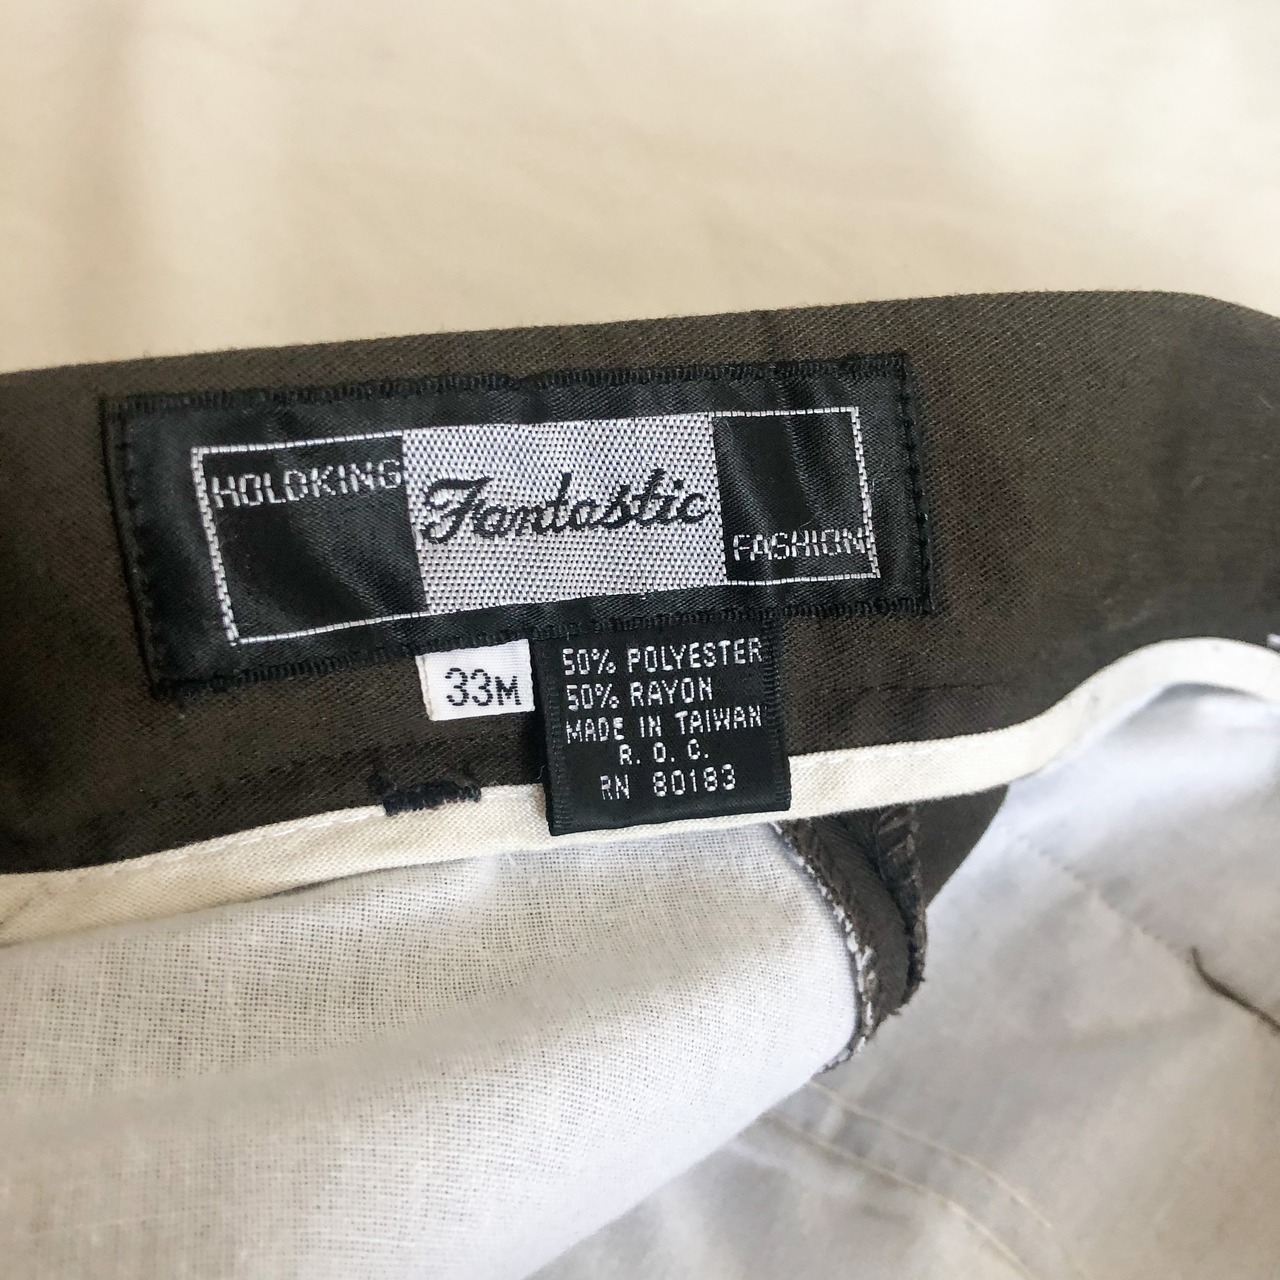 HOLDKING
Fantastic
FASHION
33M
50% POLYESTER
50% RAYON
MADE IN TAIWAN
R. O. C.
RN 80183